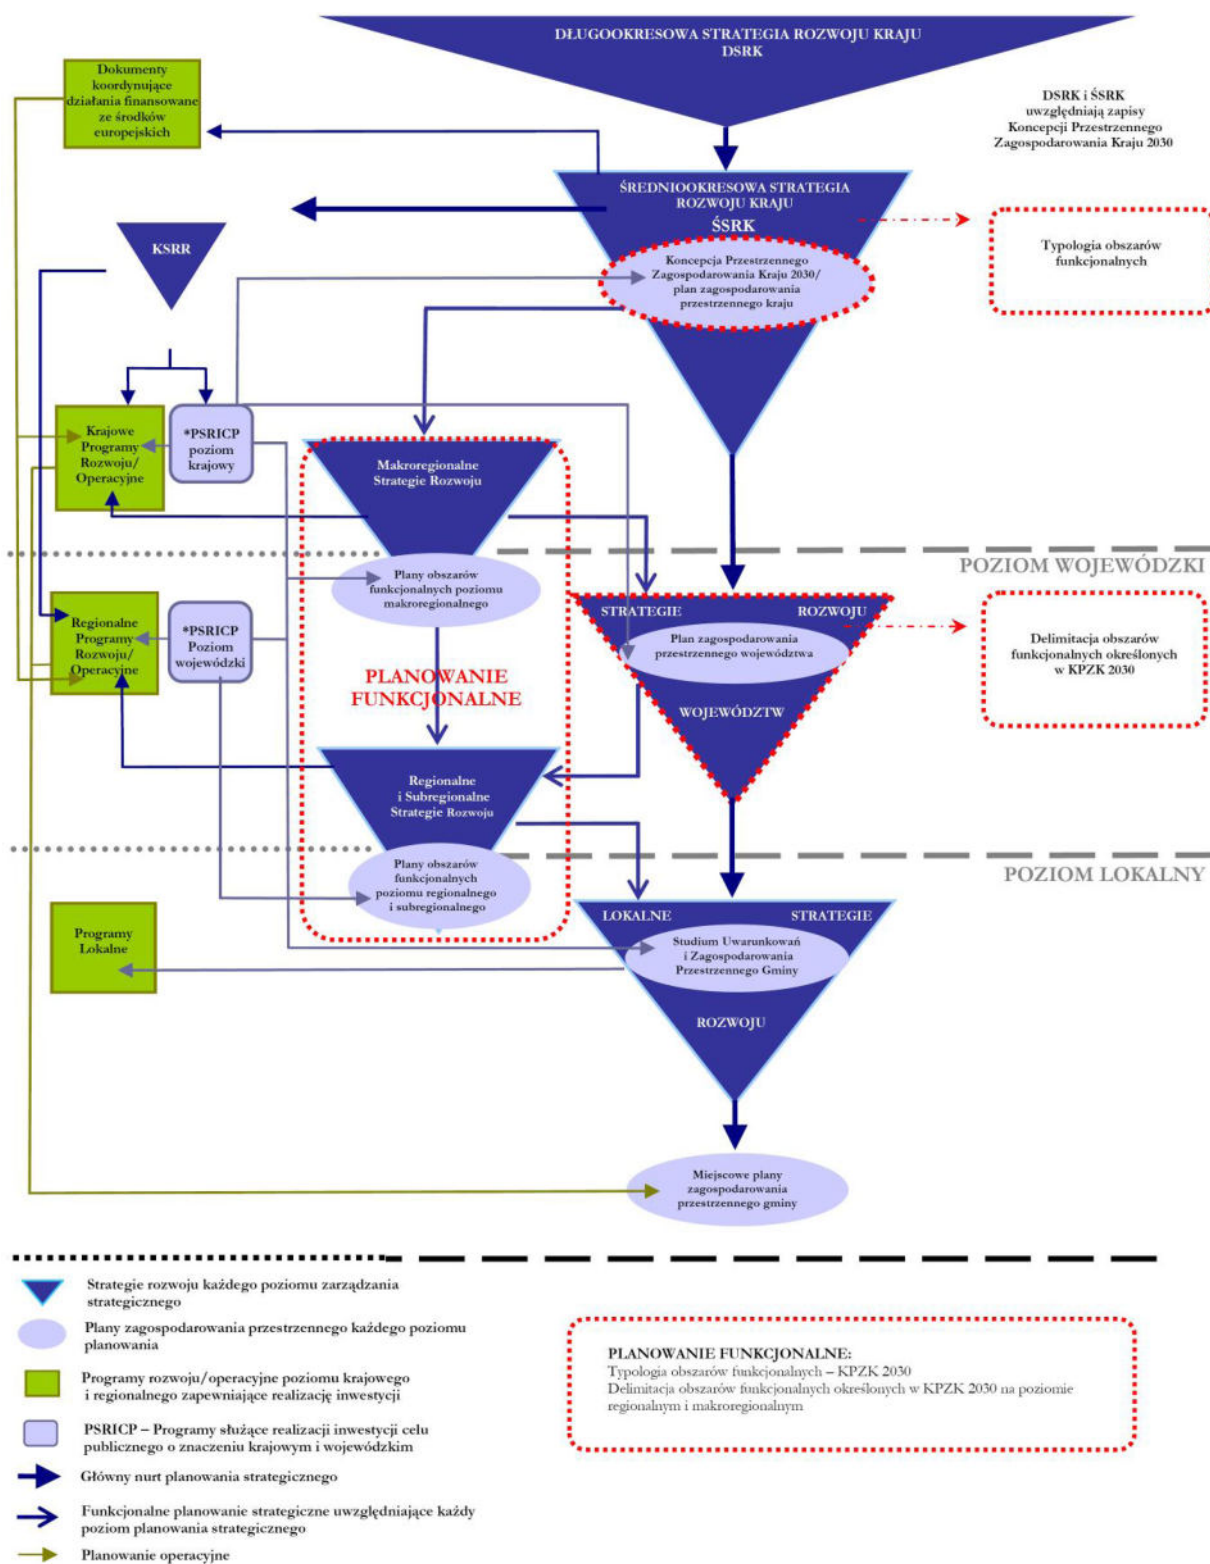 DŁUGOOKRESOWA STRATEGIA ROZWOJU KRAJU
DSRK
Dokumenty
koordynujące
działania finansowane
ze środków
europejskich
DSRK i ŚSRK
uwzględniają zapisy
Koncepcji Przestrzennego
Zagospodarowania Kraju 2030
ŚREDNIOOKRESOWA STRATEGIA
ROZWOJU KRAJU
ŚSRK
KSRR
Typologia obszarów
funkcjonalnych
Koncepcja Przestrzennego
Zagospodarowania Kraju 2030/
plan zagospodarowania
przestrzennego kraju
Krajowe
Programy
Rozwoju/
Operacyjne
*PSRICP
poziom
krajowy
Makroregionalne
Strategie Rozwoju
POZIOM WOJEWÓDZKI
Plany obszarów
funkcjonalnych poziomu
makroregionalnego
STRATEGIE ROZWOJU
Regionalne
Programy
Rozwoju/
Operacyjne
*PSRICP
Poziom
wojewódzki
Plan zagospodarowania
przestrzennego województwa
Delimitacja obszarów
funkcjonalnych określonych
w KPZK 2030
PLANOWANIE
FUNKCJONALNE
WOJEWÓDZTW
Regionalne
i Subregionalne
Strategie Rozwoju
POZIOM LOKALNY
Plany obszarów
funkcjonalnych
poziomu regionalnego
i subregionalnego
LOKALNE STRATEGIE
Programy
Lokalne
Studium Uwarunkowań
i Zagospodarowania
Przestrzennego Gminy
ROZWOJU
Miejscowe plany
zagospodarowania
przestrzennego gminy
Strategie rozwoju każdego poziomu zarządzania
strategicznego
Plany zagospodarowania przestrzennego każdego poziomu
planowania
Programy rozwoju/operacyjne poziomu krajowego
i regionalnego zapewniające realizację inwestycji
PSRICP – Programy służące realizacji inwestycji celu
publicznego o znaczeniu krajowym i wojewódzkim
Główny nurt planowania strategicznego
Funkcjonalne planowanie strategiczne uwzględniające każdy
poziom planowania strategicznego
Planowanie operacyjne
PLANOWANIE FUNKCJONALNE:
Typologia obszarów funkcjonalnych – KPZK 2030
Delimitacja obszarów funkcjonalnych określonych w KPZK 2030 na poziomie
regionalnym i makroregionalnym